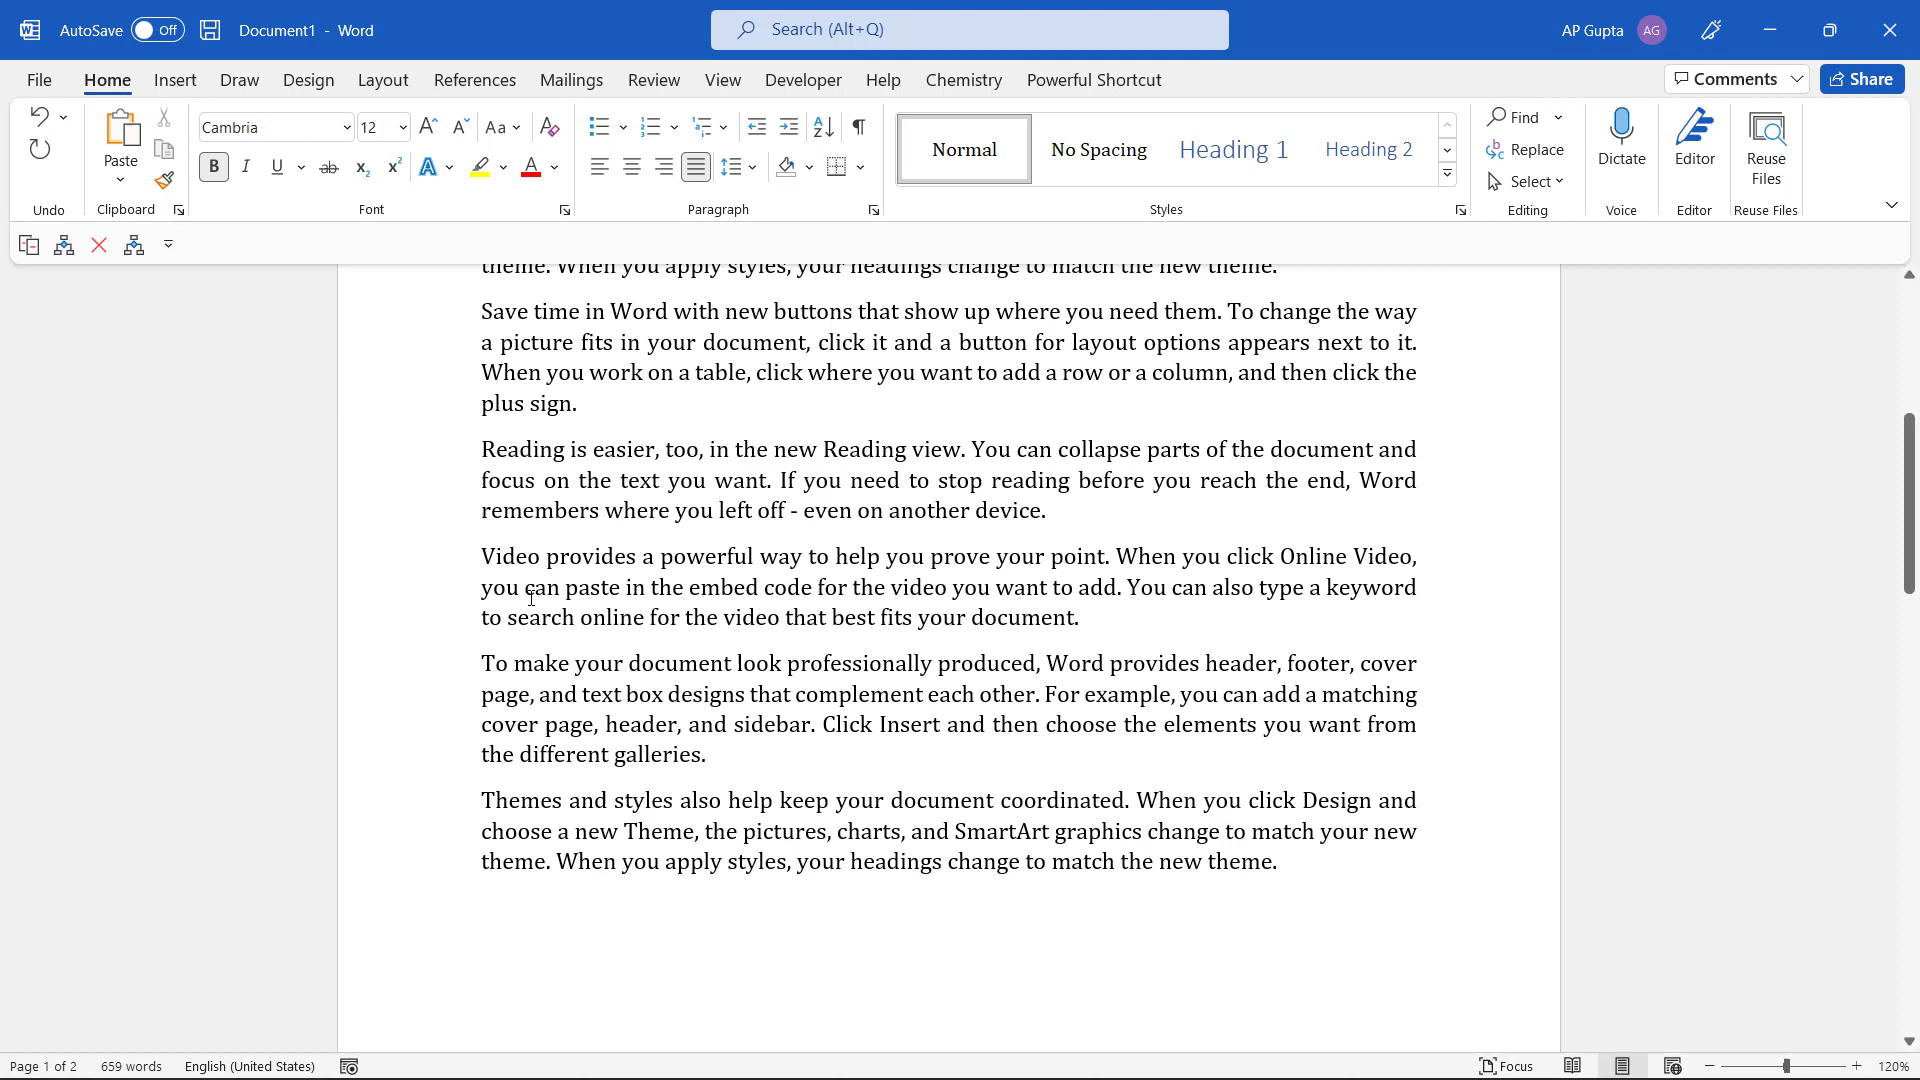 AutoSave Off Document1 - Word Search (Alt+Q) AP Gupta AG
File Home Insert Draw Design Layout References Mailings Review View Developer Help Chemistry Powerful Shortcut Comments Share
Paste
Cambria 12 Aa
B I U ab x₂ x² A A
Normal No Spacing Heading 1 Heading 2
Find
Replace
Select
Dictate
Editor
Reuse
Files
Undo Clipboard Font Paragraph Styles Editing Voice Editor Reuse Files
theme. When you apply styles, your headings change to match the new theme.
Save time in Word with new buttons that show up where you need them. To change the way
a picture fits in your document, click it and a button for layout options appears next to it.
When you work on a table, click where you want to add a row or a column, and then click the
plus sign.
Reading is easier, too, in the new Reading view. You can collapse parts of the document and
focus on the text you want. If you need to stop reading before you reach the end, Word
remembers where you left off - even on another device.
Video provides a powerful way to help you prove your point. When you click Online Video,
you can paste in the embed code for the video you want to add. You can also type a keyword
to search online for the video that best fits your document.
To make your document look professionally produced, Word provides header, footer, cover
page, and text box designs that complement each other. For example, you can add a matching
cover page, header, and sidebar. Click Insert and then choose the elements you want from
the different galleries.
Themes and styles also help keep your document coordinated. When you click Design and
choose a new Theme, the pictures, charts, and SmartArt graphics change to match your new
theme. When you apply styles, your headings change to match the new theme.
Page 1 of 2 659 words English (United States) Focus 120%